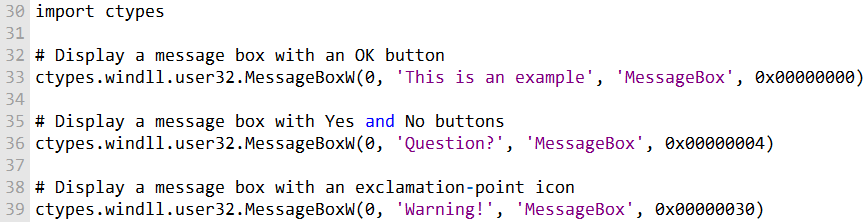 30 import ctypes
31
32 # Display a message box with an OK button
33 ctypes.windll.user32.MessageBoxW(0, 'This is an example', 'MessageBox', 0x00000000)
34
35 # Display a message box with Yes and No buttons
36 ctypes.windll.user32.MessageBoxW(0, 'Question?', 'MessageBox', 0x00000004)
37
38 # Display a message box with an exclamation-point icon
39 ctypes.windll.user32.MessageBoxW(0, 'Warning!', 'MessageBox', 0x00000030)